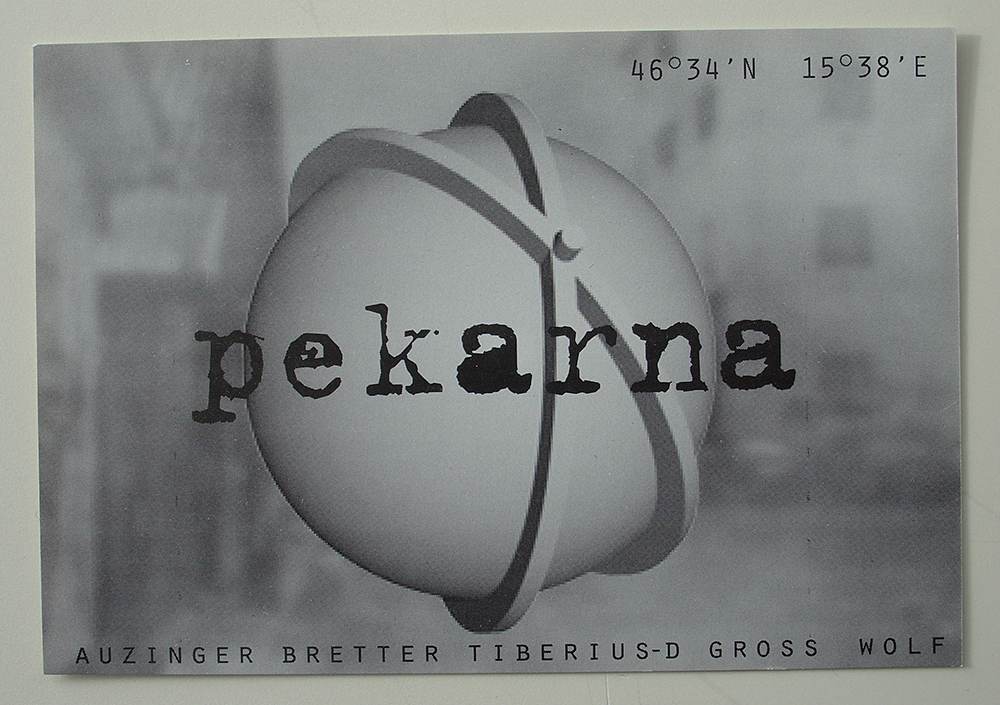 46°34'N 15°38'E
pekarna
AUZINGER BRETTER TIBERIUS-D GROSS WOLF